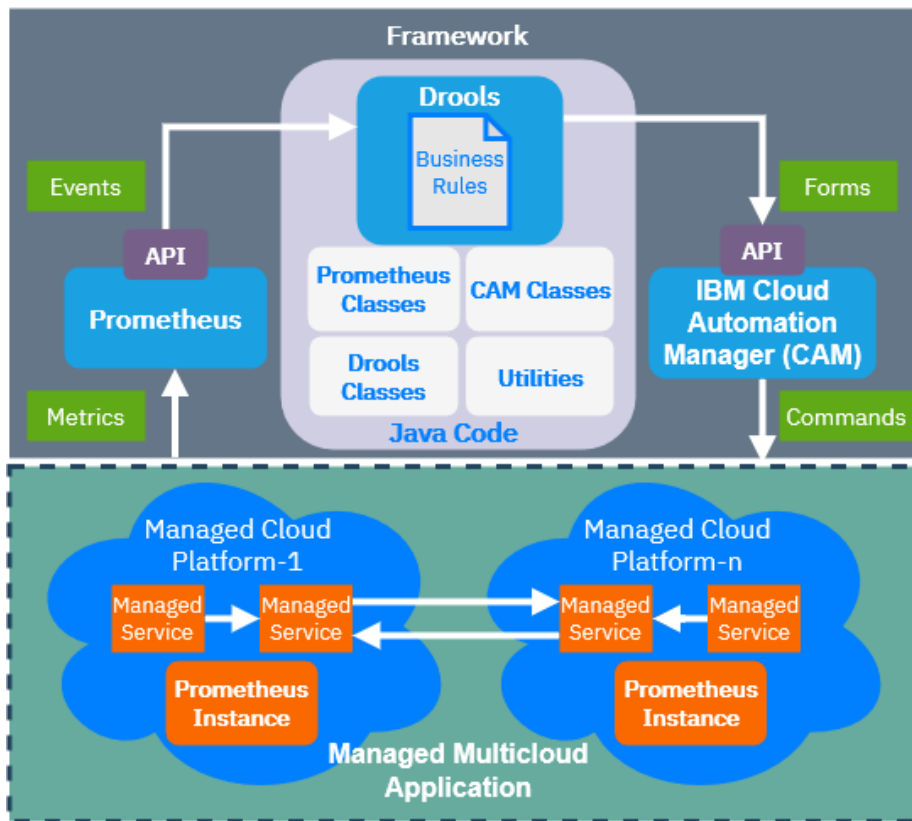 Framework
Drools
Business
Rules
Events
Forms
API
API
Prometheus
Prometheus
Classes
CAM Classes
IBM Cloud
Automation
Manager (CAM)
Drools
Classes
Utilities
Metrics
Java Code
Commands
Managed Cloud
Platform-1
Managed Cloud
Platform-n
Managed
Service
Managed
Service
Managed
Service
Managed
Service
Prometheus
Instance
Prometheus
Instance
Managed Multicloud
Application